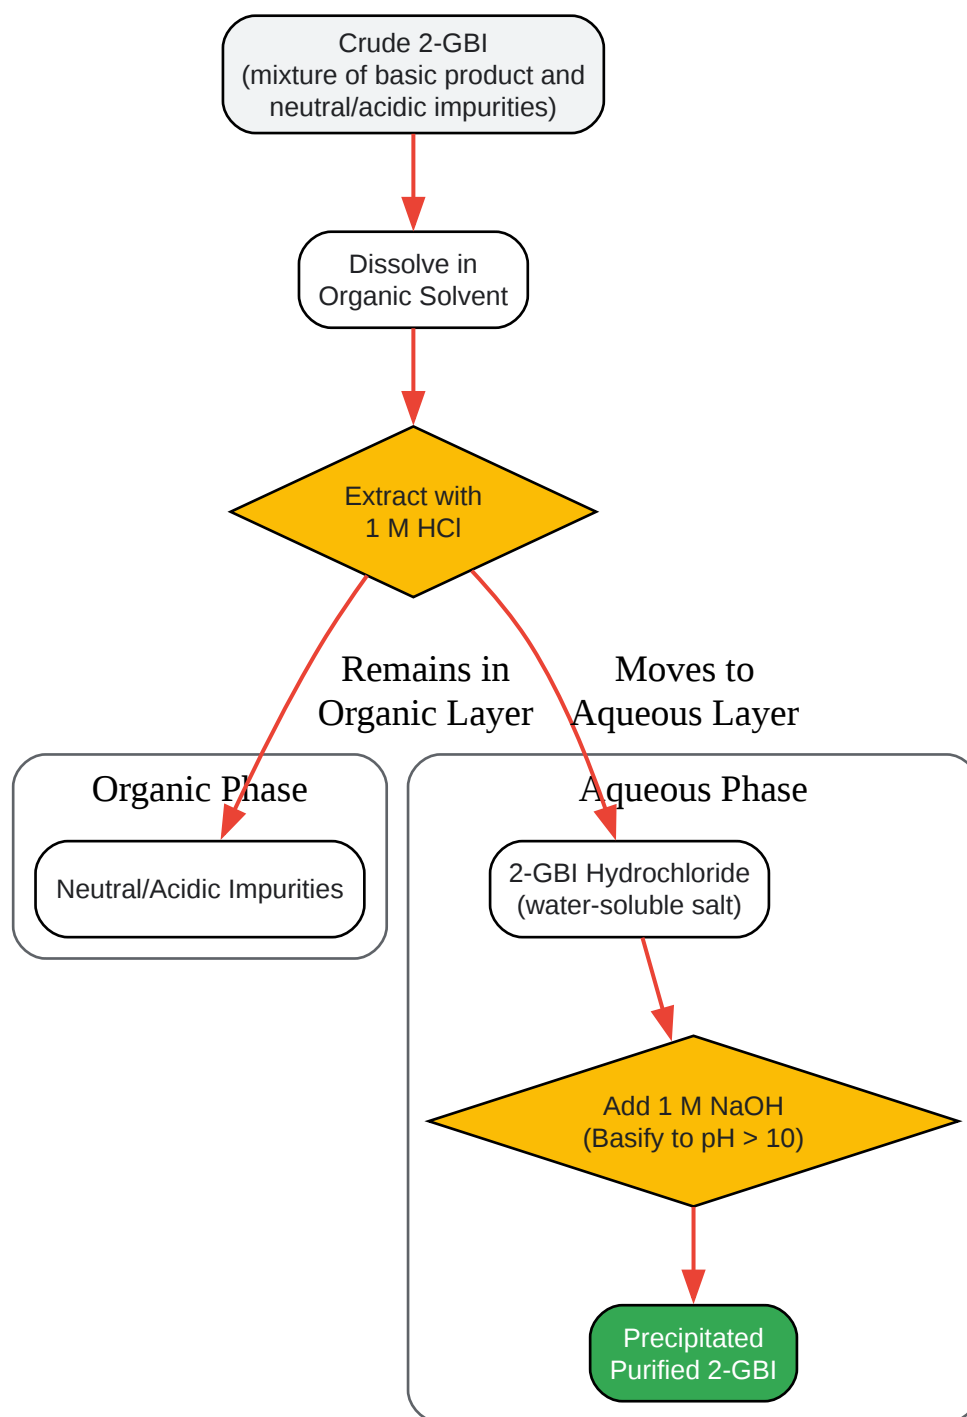 Crude 2-GBI
(mixture of basic product and
neutral/acidic impurities)
Dissolve in
Organic Solvent
Extract with
1 M HCl
Remains in
Organic Layer
Moves to
Aqueous Layer
Organic Phase
Neutral/Acidic Impurities
Aqueous Phase
2-GBI Hydrochloride
(water-soluble salt)
Add 1 M NaOH
(Basify to pH > 10)
Precipitated
Purified 2-GBI